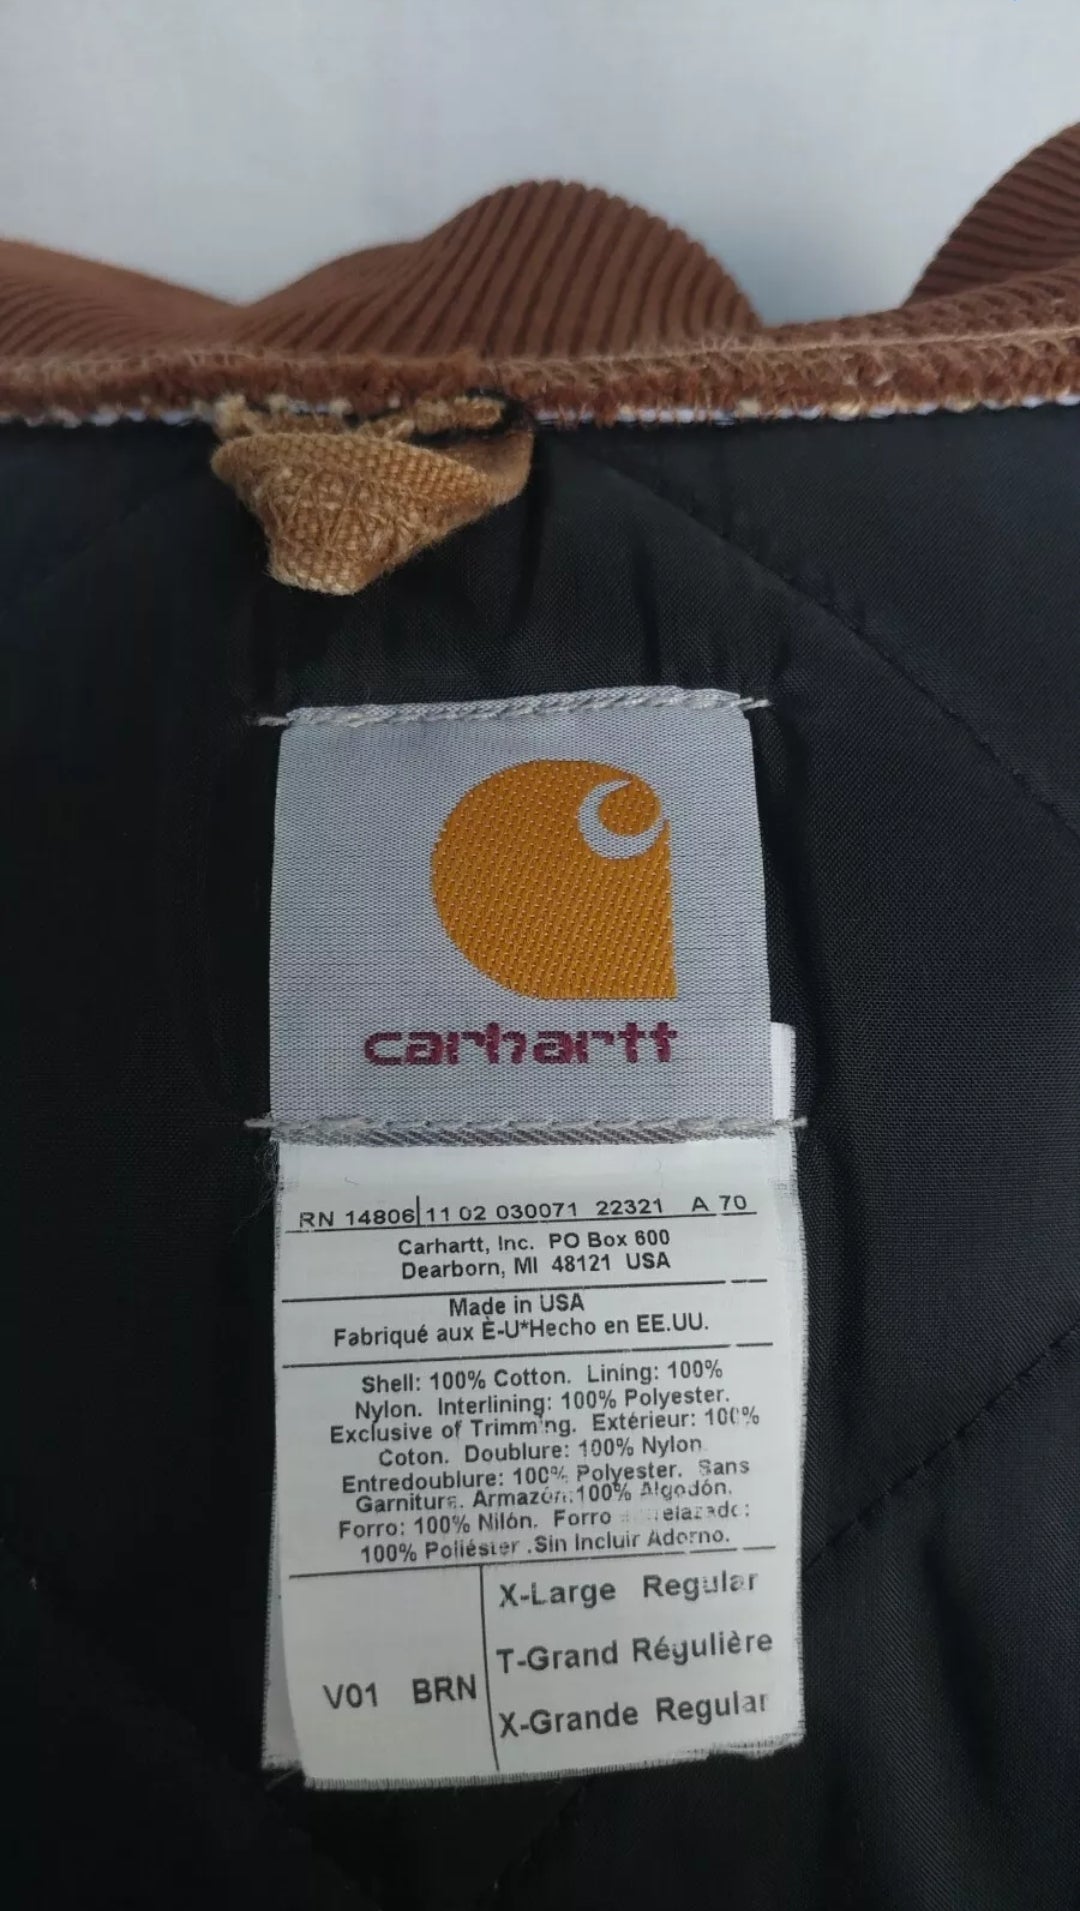 carhartt
RN 14806 11 02 030071 22321 A 70
Carhartt, Inc. PO Box 600
Dearborn, MI 48121 USA
Made in USA
Fabriqué aux É-U*Hecho en EE.UU.
Shell: 100% Cotton. Lining: 100%
Nylon. Interlining: 100% Polyester.
Exclusive of Trimming. Extérieur: 100%
Coton. Doublure: 100% Nylon
Entredoublure: 100% Polyester. Sans
Garniture. Armazón:100% Algodón.
Forro: 100% Nilón. Forro
100% Poliéster .Sin Incluir Adorno.
V01 BRN
X-Large Regular
T-Grand Régulière
X-Grande Regular